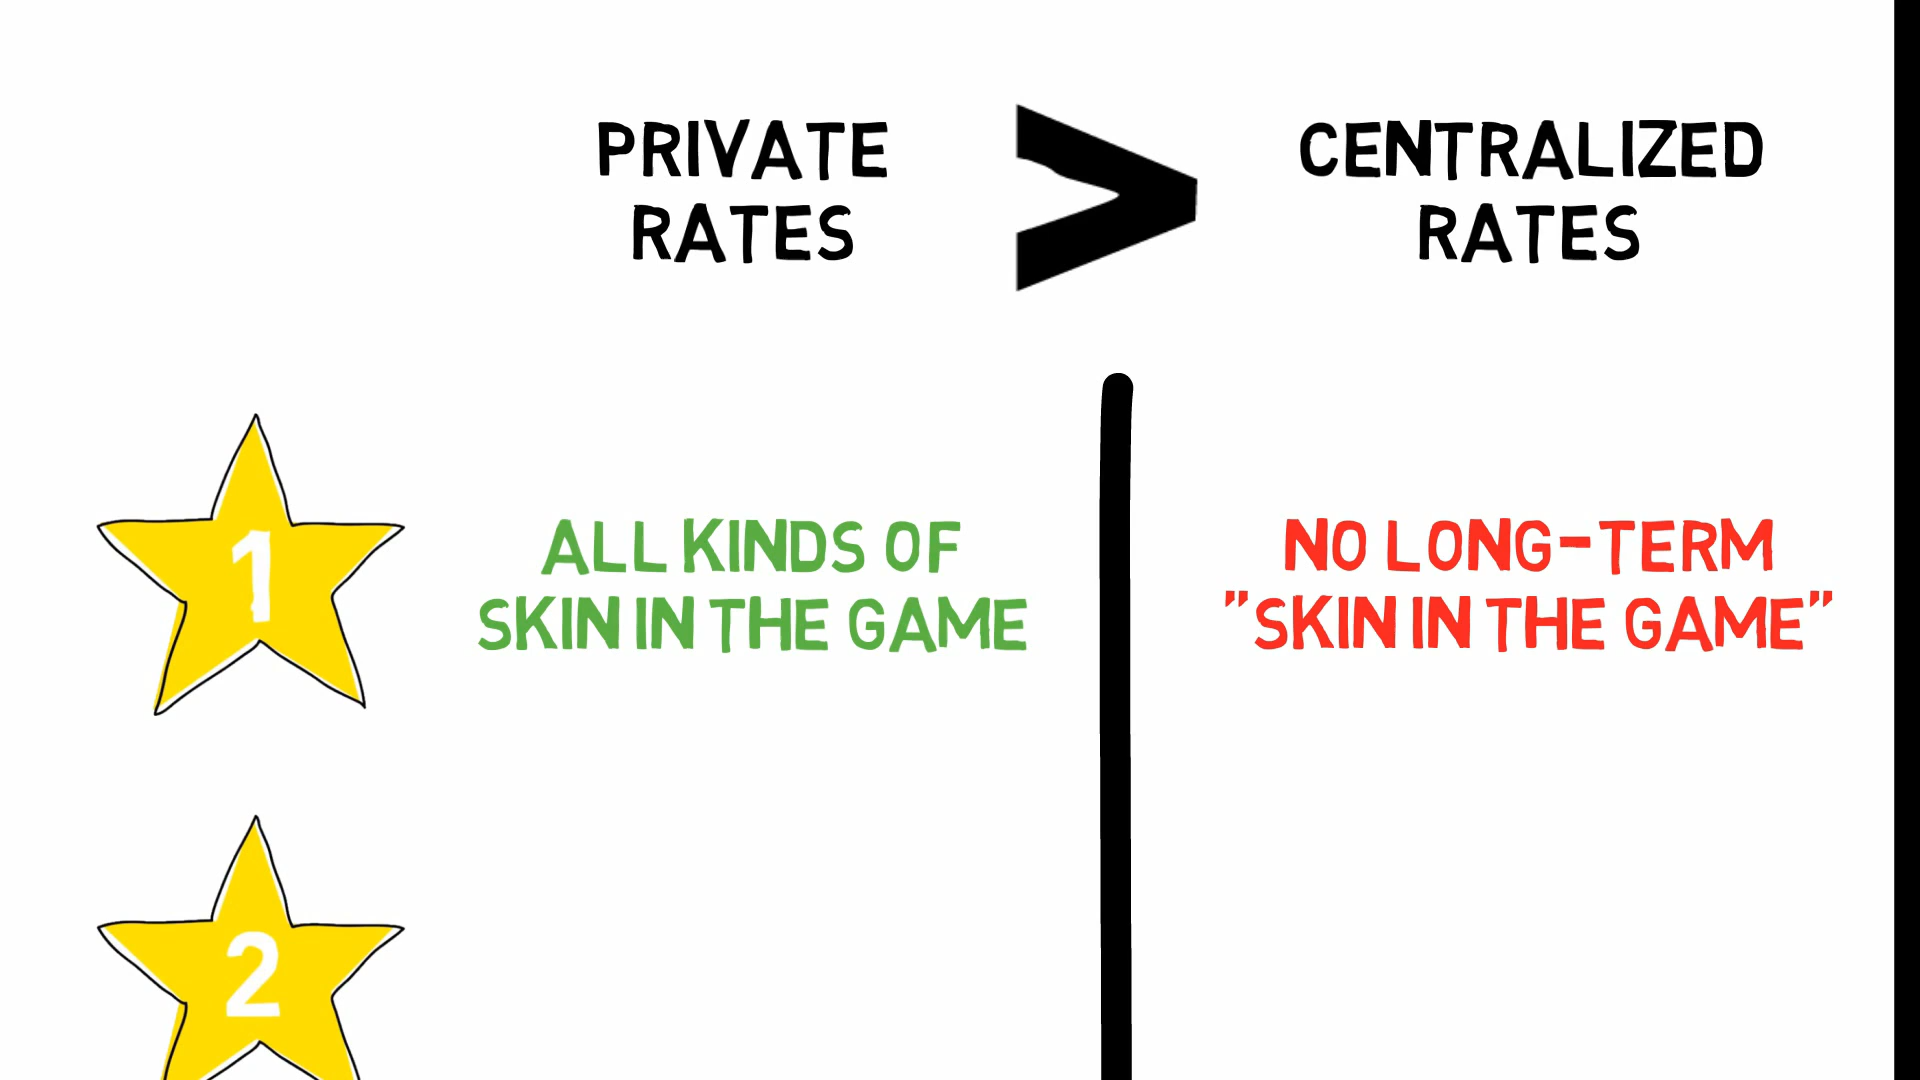 PRIVATE
RATES
>
CENTRALIZED
RATES
1
ALL KINDS OF
SKIN IN THE GAME
NO LONG-TERM
"SKIN IN THE GAME"
2